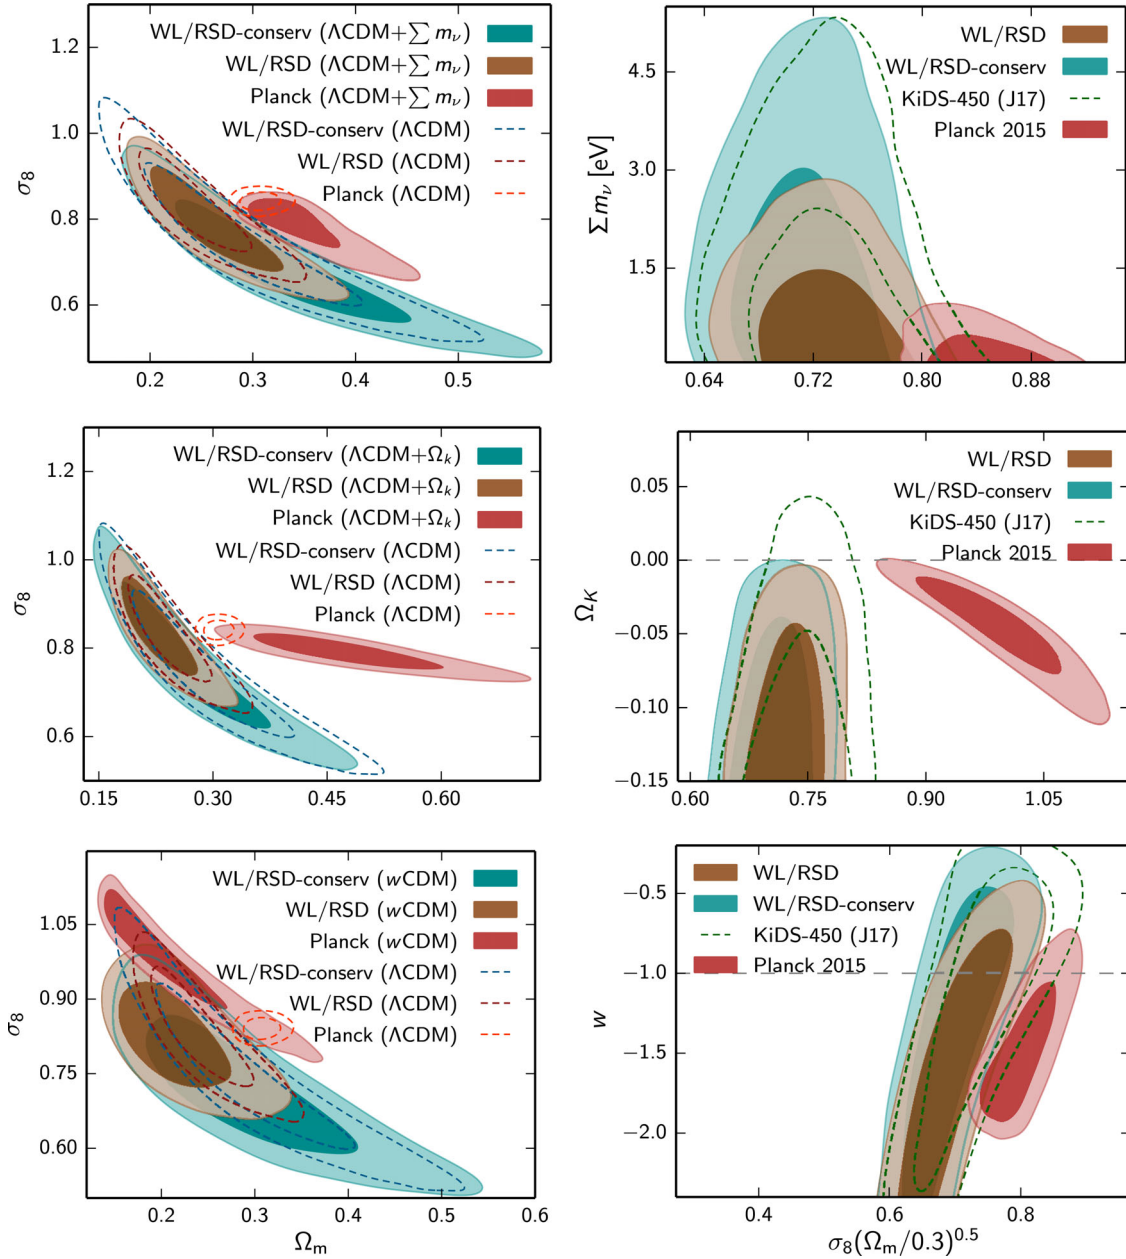 WL/RSD-conserv (ΛCDM+∑ mν)
WL/RSD (ΛCDM+∑ mν)
Planck (ΛCDM+∑ mν)
WL/RSD-conserv (ΛCDM)
WL/RSD (ΛCDM)
Planck (ΛCDM)
1.2
1.0
0.8
0.6
σ8
0.2
0.3
0.4
0.5
WL/RSD
WL/RSD-conserv
KiDS-450 (J17)
Planck 2015
4.5
3.0
1.5
Σ mν [eV]
0.64
0.72
0.80
0.88
WL/RSD-conserv (ΛCDM+Ωk)
WL/RSD (ΛCDM+Ωk)
Planck (ΛCDM+Ωk)
WL/RSD-conserv (ΛCDM)
WL/RSD (ΛCDM)
Planck (ΛCDM)
1.2
1.0
0.8
0.6
σ8
0.15
0.30
0.45
0.60
WL/RSD
WL/RSD-conserv
KiDS-450 (J17)
Planck 2015
0.05
0.00
−0.05
−0.10
−0.15
ΩK
0.60
0.75
0.90
1.05
WL/RSD-conserv (wCDM)
WL/RSD (wCDM)
Planck (wCDM)
WL/RSD-conserv (ΛCDM)
WL/RSD (ΛCDM)
Planck (ΛCDM)
1.05
0.90
0.75
0.60
σ8
0.2
0.3
0.4
0.5
0.6
Ωm
WL/RSD
WL/RSD-conserv
KiDS-450 (J17)
Planck 2015
−0.5
−1.0
−1.5
−2.0
w
0.4
0.6
0.8
σ8(Ωm/0.3)^0.5